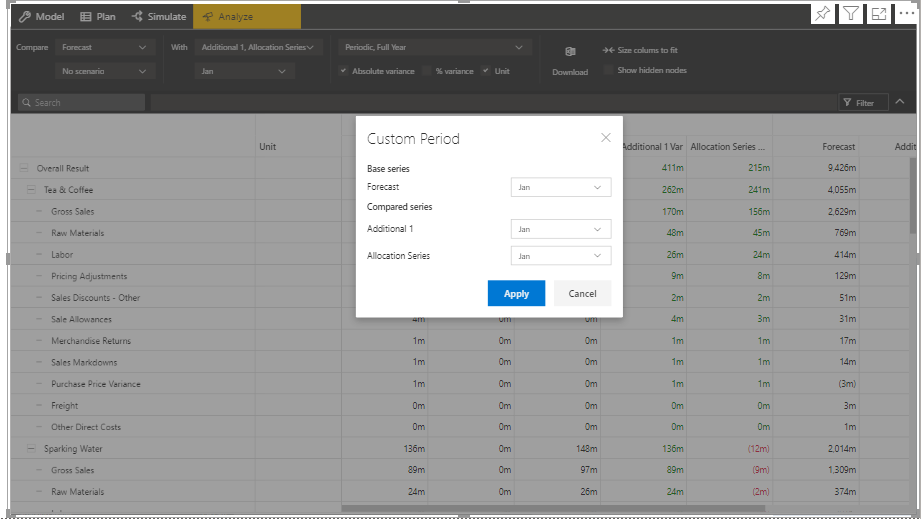 Model Plan Simulate Analyze
Compare Forecast With Additional 1, Allocation Series Periodic, Full Year Size colums to fit
No scenario Jan Absolute variance % variance Unit Download Show hidden nodes
Search Filter
Custom Period
Base series
Forecast Jan
Compared series
Additional 1 Jan
Allocation Series Jan
Apply Cancel
Unit Additional 1 Var Allocation Series ... Forecast Addit
Overall Result 411m 215m 9,426m
Tea & Coffee 262m 241m 4,055m
Gross Sales 170m 156m 2,629m
Raw Materials 48m 45m 769m
Labor 26m 24m 414m
Pricing Adjustments 9m 8m 129m
Sales Discounts - Other 2m 2m 51m
Sale Allowances 4m 0m 0m 4m 3m 31m
Merchandise Returns 1m 0m 0m 1m 1m 17m
Sales Markdowns 1m 0m 0m 1m 1m 14m
Purchase Price Variance 1m 0m 0m 1m 1m (3m)
Freight 0m 0m 0m 0m 0m 3m
Other Direct Costs 0m 0m 0m 0m 0m 1m
Sparking Water 136m 0m 148m 136m (12m) 2,014m
Gross Sales 89m 0m 97m 89m (9m) 1,309m
Raw Materials 24m 0m 26m 24m (2m) 374m